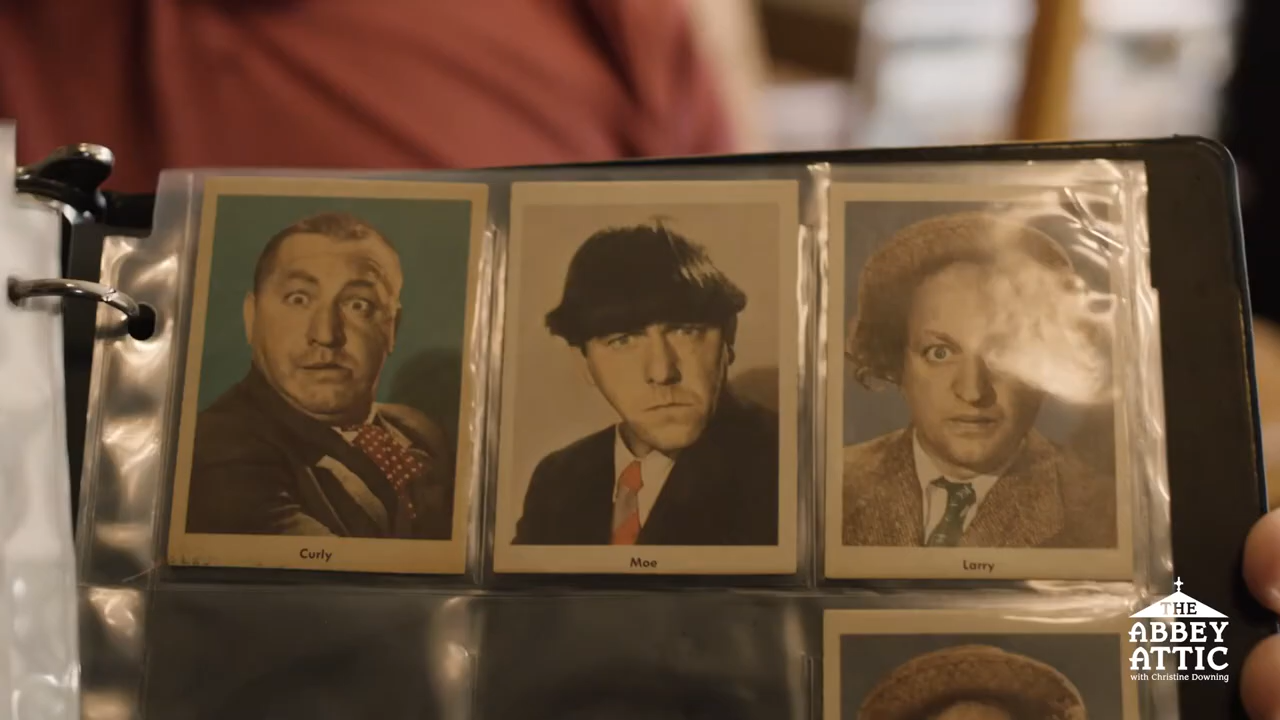 Curly
Moe
Larry
THE
ABBEY
ATTIC
with Christine Downing